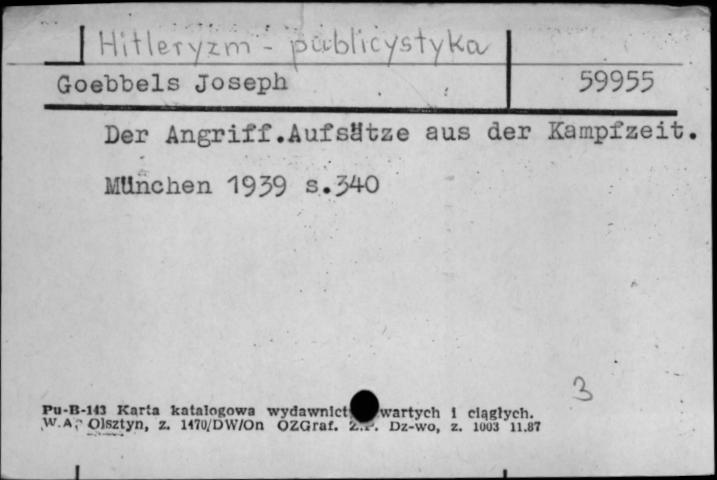 Hitleryzm - publicystyka
Goebbels Joseph 59955
Der Angriff.Aufsätze aus der Kampfzeit.
München 1939 s.340
3
Pu-B-143 Karta katalogowa wydawnict wartych i ciągłych.
W.A. Olsztyn, z. 1470/DW/On OZGraf. Z.P. Dz-wo, z. 1003 11.87